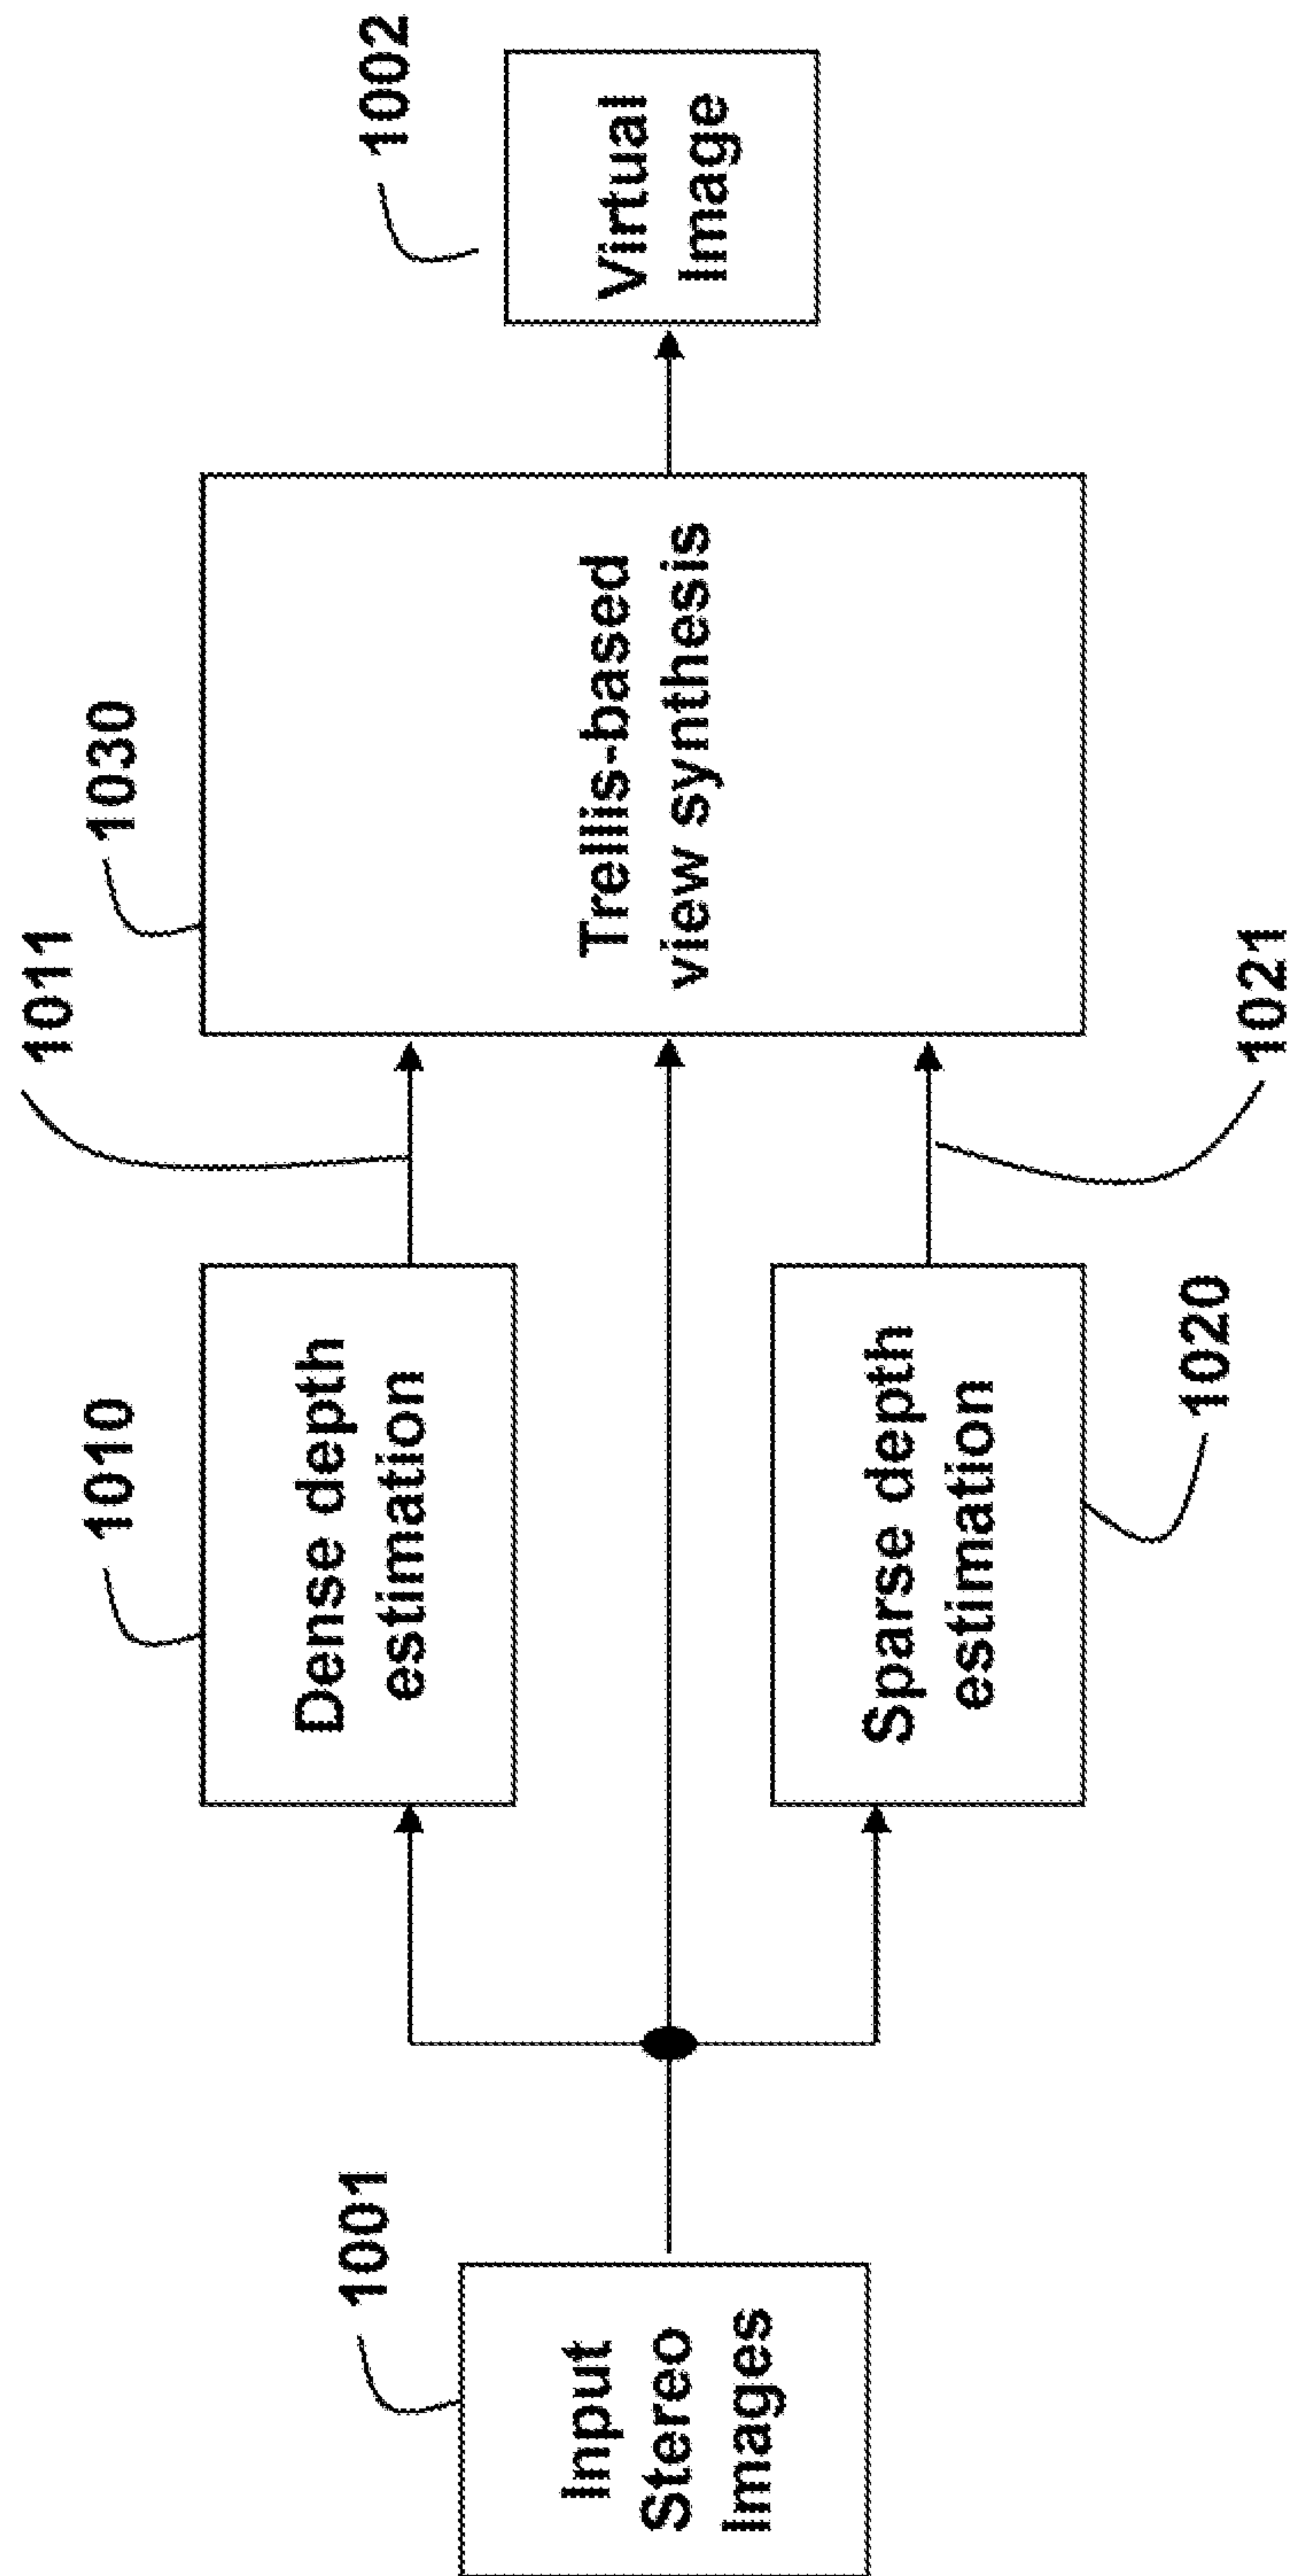 1001
Input
Stereo
Images
1010
Dense depth
estimation
1011
Sparse depth
estimation
1020
1021
1030
Trellis-based
view synthesis
1002
Virtual
Image